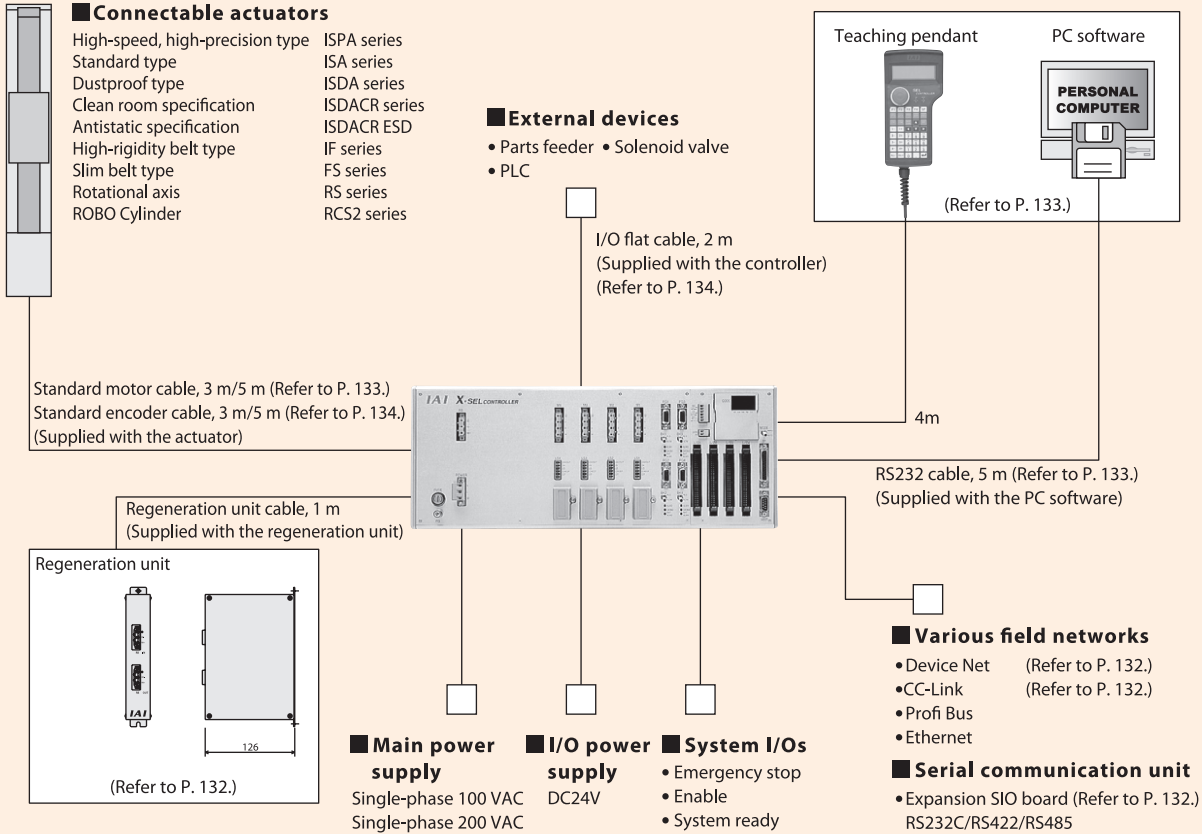 ■Connectable actuators
High-speed, high-precision type ISPA series
Standard type ISA series
Dustproof type ISDA series
Clean room specification ISDACR series
Antistatic specification ISDACR ESD
High-rigidity belt type IF series
Slim belt type FS series
Rotational axis RS series
ROBO Cylinder RCS2 series
■External devices
• Parts feeder • Solenoid valve
• PLC
Teaching pendant PC software
PERSONAL
COMPUTER
(Refer to P. 133.)
I/O flat cable, 2 m
(Supplied with the controller)
(Refer to P. 134.)
Standard motor cable, 3 m/5 m (Refer to P. 133.)
Standard encoder cable, 3 m/5 m (Refer to P. 134.)
(Supplied with the actuator)
IAI X-SEL CONTROLLER
4m
RS232 cable, 5 m (Refer to P. 133.)
(Supplied with the PC software)
Regeneration unit cable, 1 m
(Supplied with the regeneration unit)
Regeneration unit
IAI
126
(Refer to P. 132.)
■Main power
supply
Single-phase 100 VAC
Single-phase 200 VAC
■I/O power
supply
DC24V
■System I/Os
• Emergency stop
• Enable
• System ready
■Various field networks
•Device Net (Refer to P. 132.)
•CC-Link (Refer to P. 132.)
•Profi Bus
•Ethernet
■Serial communication unit
•Expansion SIO board (Refer to P. 132.)
RS232C/RS422/RS485